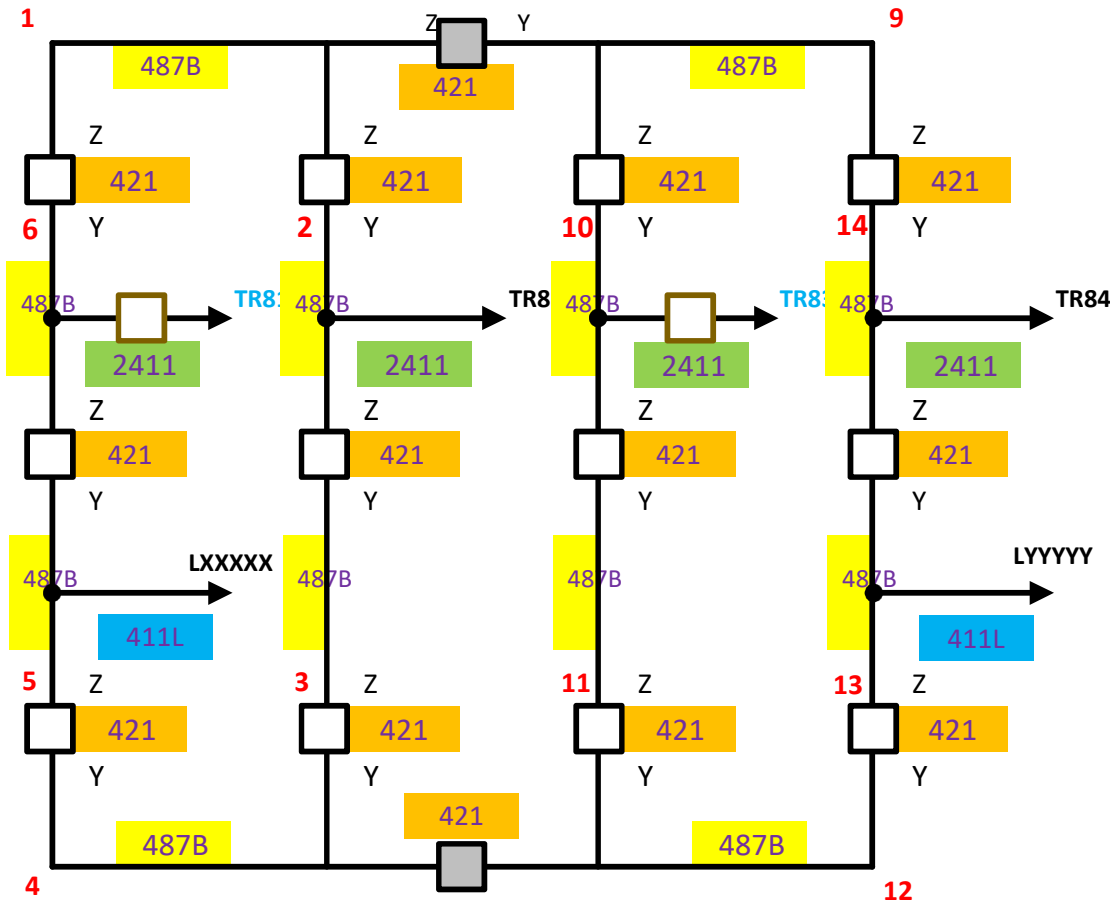 1 Z Y 9
487B 487B
421
Z Z Z Z
421 421 421 421
6 Y 2 Y 10 Y 14 Y
487B TR8 487B TR8 487B TR8 487B TR84
2411 2411 2411 2411
Z Z Z Z
421 421 421 421
Y Y Y Y
LXXXXX LYYYYY
487B 487B 487B 487B
411L 411L
5 Z 3 Z 11 Z 13 Z
421 421 421 421
Y Y Y Y
421
487B 487B
4 12